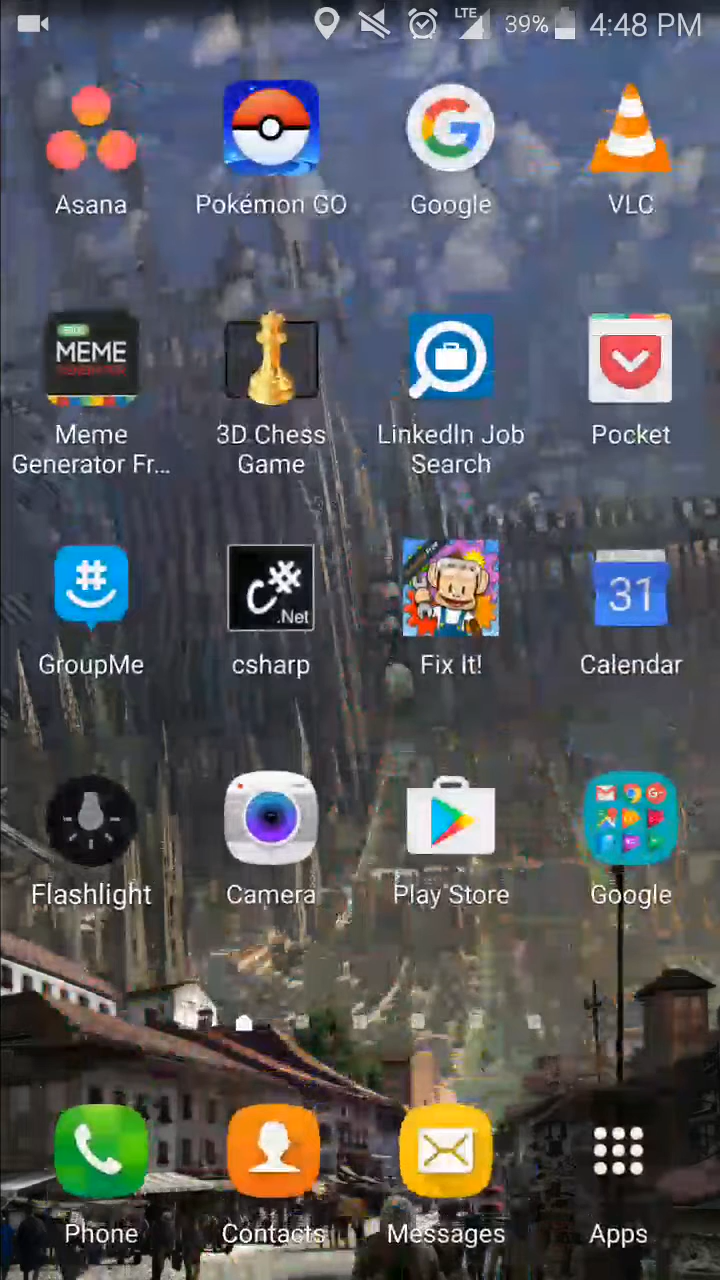 LTE 39% 4:48 PM
Asana Pokémon GO Google VLC
MEME
Meme Generator Fr...
3D Chess Game
LinkedIn Job Search
Pocket
C# .Net
31
GroupMe csharp Fix It! Calendar
Flashlight Camera Play Store Google
Phone Contacts Messages Apps